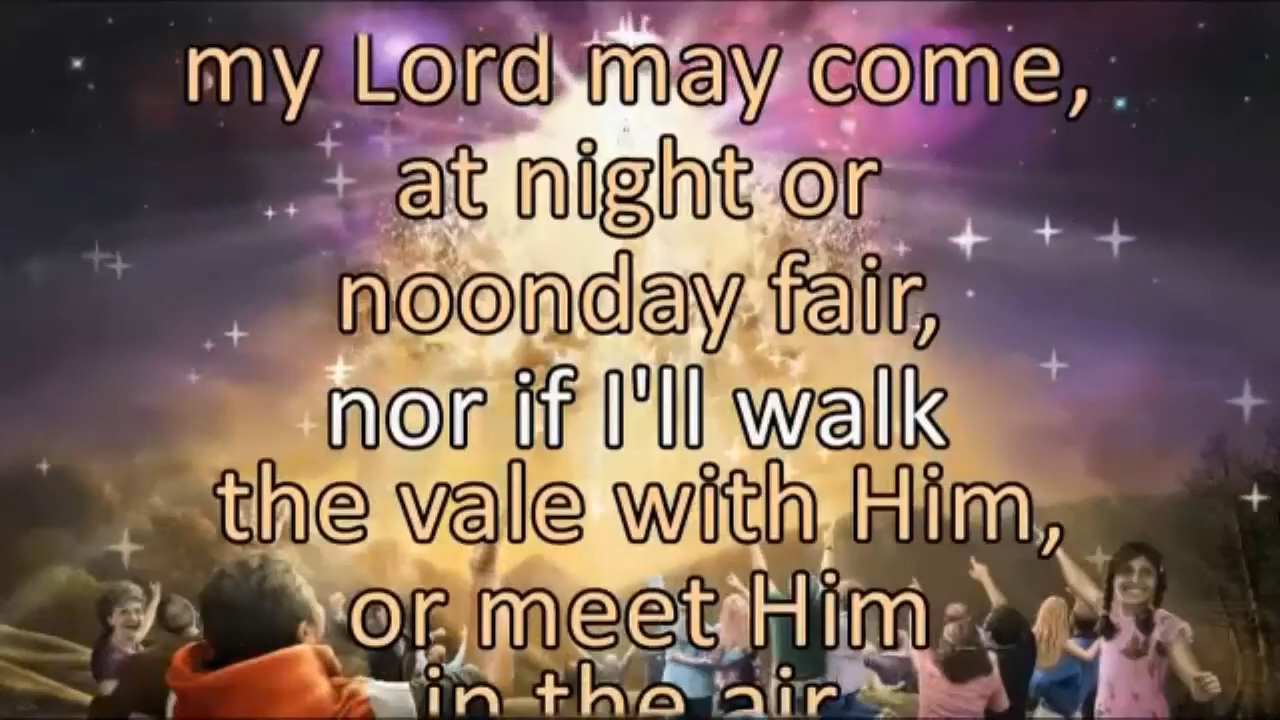 my Lord may come,
at night or
noonday fair,
nor if I'll walk
the vale with Him,
or meet Him
in the air